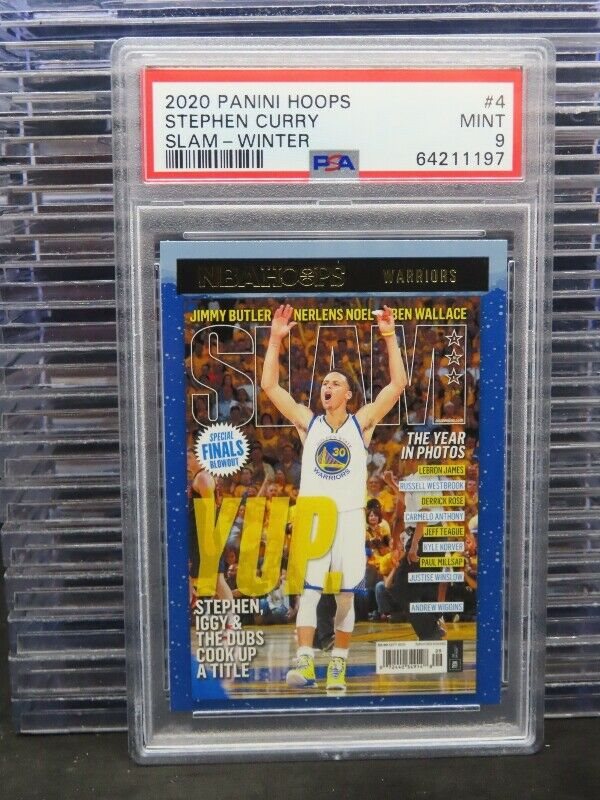 2020 PANINI HOOPS #4
STEPHEN CURRY MINT
SLAM - WINTER 9
PSA 64211197
NBA HOOPS WARRIORS
JIMMY BUTLER NERLENS NOEL BEN WALLACE
SLAM
SPECIAL
FINALS
BLOWOUT
THE YEAR
IN PHOTOS
LEBRON JAMES
RUSSELL WESTBROOK
DERRICK ROSE
CARMELO ANTHONY
JEFF TEAGUE
KYLE KORVER
PAUL MILLSAP
JUSTISE WINSLOW
ANDREW WIGGINS
30
WARRIORS
YUP.
STEPHEN,
IGGY &
THE DUBS
COOK UP
A TITLE